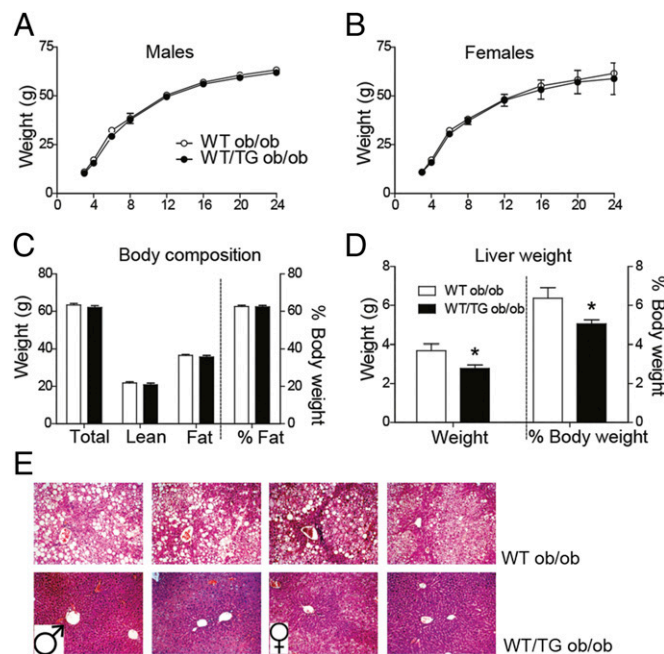 A
Males
Weight (g)
75
50
25
0
0 4 8 12 16 20 24
WT ob/ob
WT/TG ob/ob
B
Females
Weight (g)
75
50
25
0
0 4 8 12 16 20 24
C
Body composition
Weight (g)
80
60
40
20
0
80
60
40
20
0
% Body weight
Total Lean Fat % Fat
D
Liver weight
Weight (g)
8
6
4
2
0
WT ob/ob
WT/TG ob/ob
*
*
8
6
4
2
0
% Body weight
Weight % Body weight
E
WT ob/ob
♂ ♀
WT/TG ob/ob